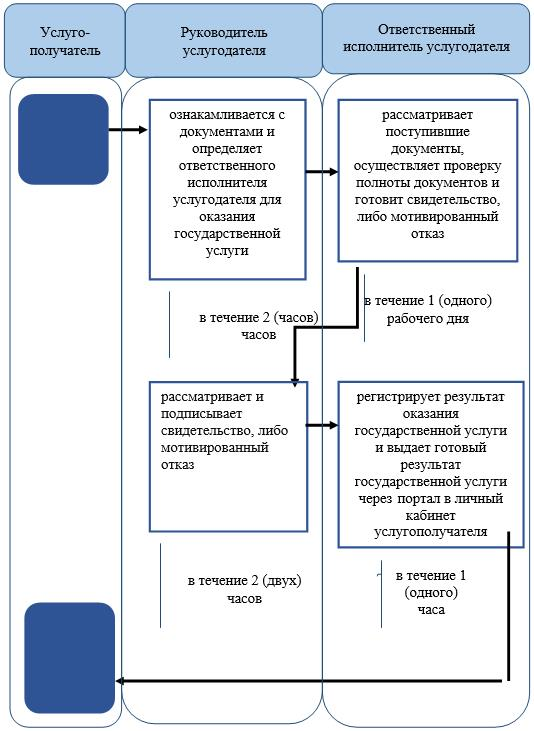 Услуго-
получатель
Руководитель
услугодателя
Ответственный
исполнитель услугодателя
ознакамливается с
документами и
определяет
ответственного
исполнителя
услугодателя для
оказания
государственной
услуги
рассматривает
поступившие
документы,
осуществляет проверку
полноты документов и
готовит свидетельство,
либо мотивированный
отказ
в течение 2 (часов)
часов
в течение 1 (одного)
рабочего дня
рассматривает и
подписывает
свидетельство, либо
мотивированный
отказ
регистрирует результат
оказания
государственной услуги
и выдает готовый
результат
государственной услуги
через портал в личный
кабинет
услугополучателя
в течение 2 (двух)
часов
в течение 1
(одного)
часа